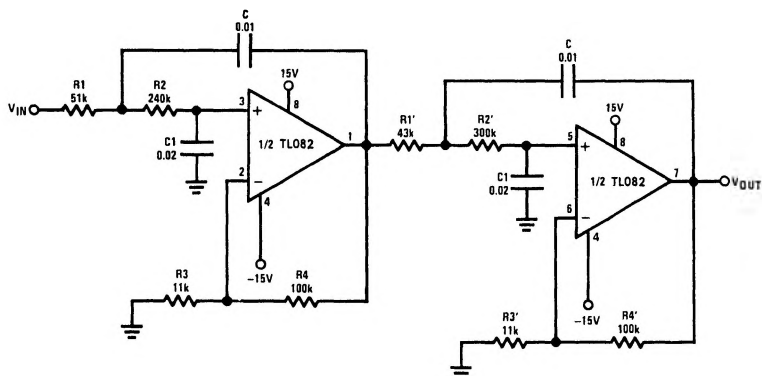 C
0.01
R1
51k
R2
240k
VIN
C1
0.02
15V
8
3
+
1/2 TL082
1
2
−
4
−15V
R3
11k
R4
100k
C
0.01
R1'
43k
R2'
300k
C1
0.02
15V
8
5
+
1/2 TL082
7
VOUT
6
−
4
−15V
R3'
11k
R4'
100k